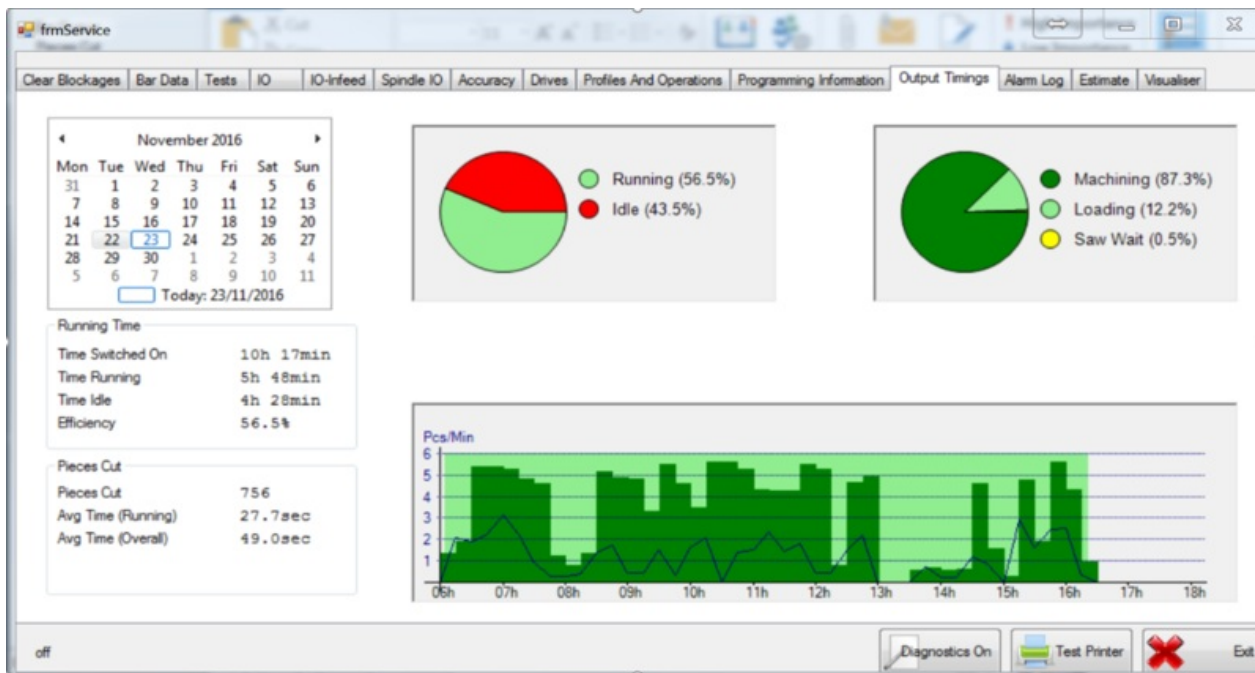 frmService
Clear Blockages Bar Data Tests IO IO-Infeed Spindle IO Accuracy Drives Profiles And Operations Programming Information Output Timings Alarm Log Estimate Visualiser
November 2016
Mon Tue Wed Thu Fri Sat Sun
31 1 2 3 4 5 6
7 8 9 10 11 12 13
14 15 16 17 18 19 20
21 22 23 24 25 26 27
28 29 30 1 2 3 4
5 6 7 8 9 10 11
Today: 23/11/2016
Running (56.5%)
Idle (43.5%)
Machining (87.3%)
Loading (12.2%)
Saw Wait (0.5%)
Running Time
Time Switched On 10h 17min
Time Running 5h 48min
Time Idle 4h 28min
Efficiency 56.5%
Pieces Cut
Pieces Cut 756
Avg Time (Running) 27.7sec
Avg Time (Overall) 49.0sec
Pcs/Min
6
5
4
3
2
1
06h 07h 08h 09h 10h 11h 12h 13h 14h 15h 16h 17h 18h
off
Diagnostics On Test Printer Exit